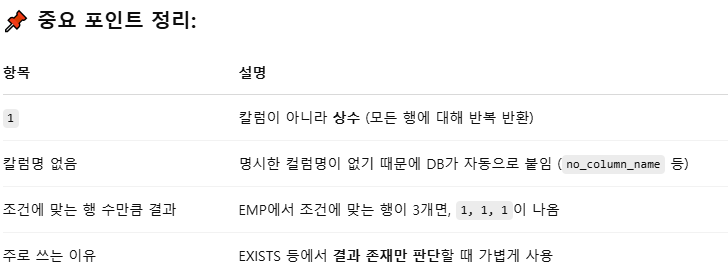 📌 중요 포인트 정리:
항목 설명
1 칼럼이 아니라 상수 (모든 행에 대해 반복 반환)
칼럼명 없음 명시한 컬럼명이 없기 때문에 DB가 자동으로 붙임 (no_column_name 등)
조건에 맞는 행 수만큼 결과 EMP에서 조건에 맞는 행이 3개면, 1, 1, 1이 나옴
주로 쓰는 이유 EXISTS 등에서 결과 존재만 판단할 때 가볍게 사용